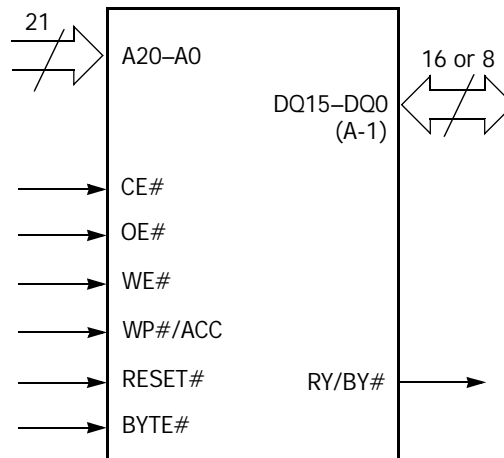 21
A20–A0
16 or 8
DQ15–DQ0
(A-1)
CE#
OE#
WE#
WP#/ACC
RESET#
RY/BY#
BYTE#